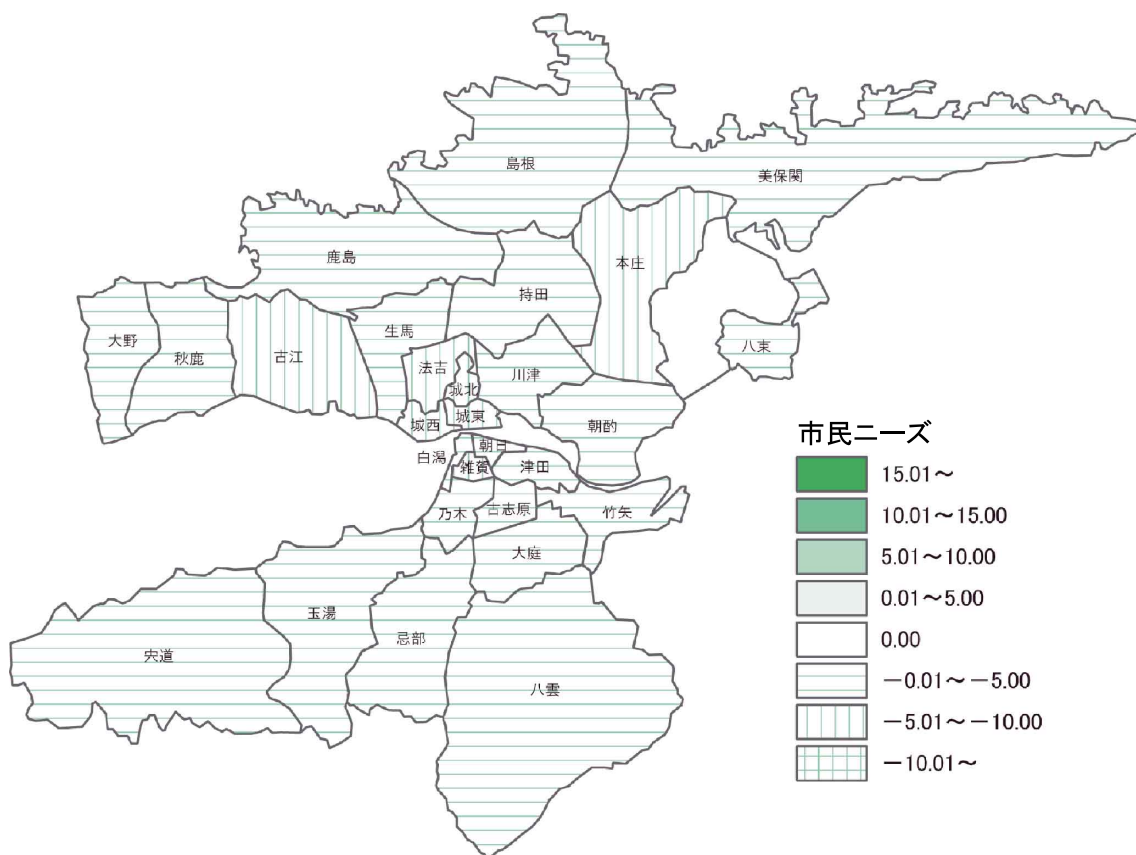 島根
美保関
鹿島
本庄
持田
大野
秋鹿
古江
生馬
八束
法吉
川津
城北
城西
城東
朝酌
白潟
朝日
雑賀
津田
乃木
古志原
竹矢
大庭
玉湯
忌部
宍道
八雲
市民ニーズ
15.01～
10.01～15.00
5.01～10.00
0.01～5.00
0.00
－0.01～－5.00
－5.01～－10.00
－10.01～